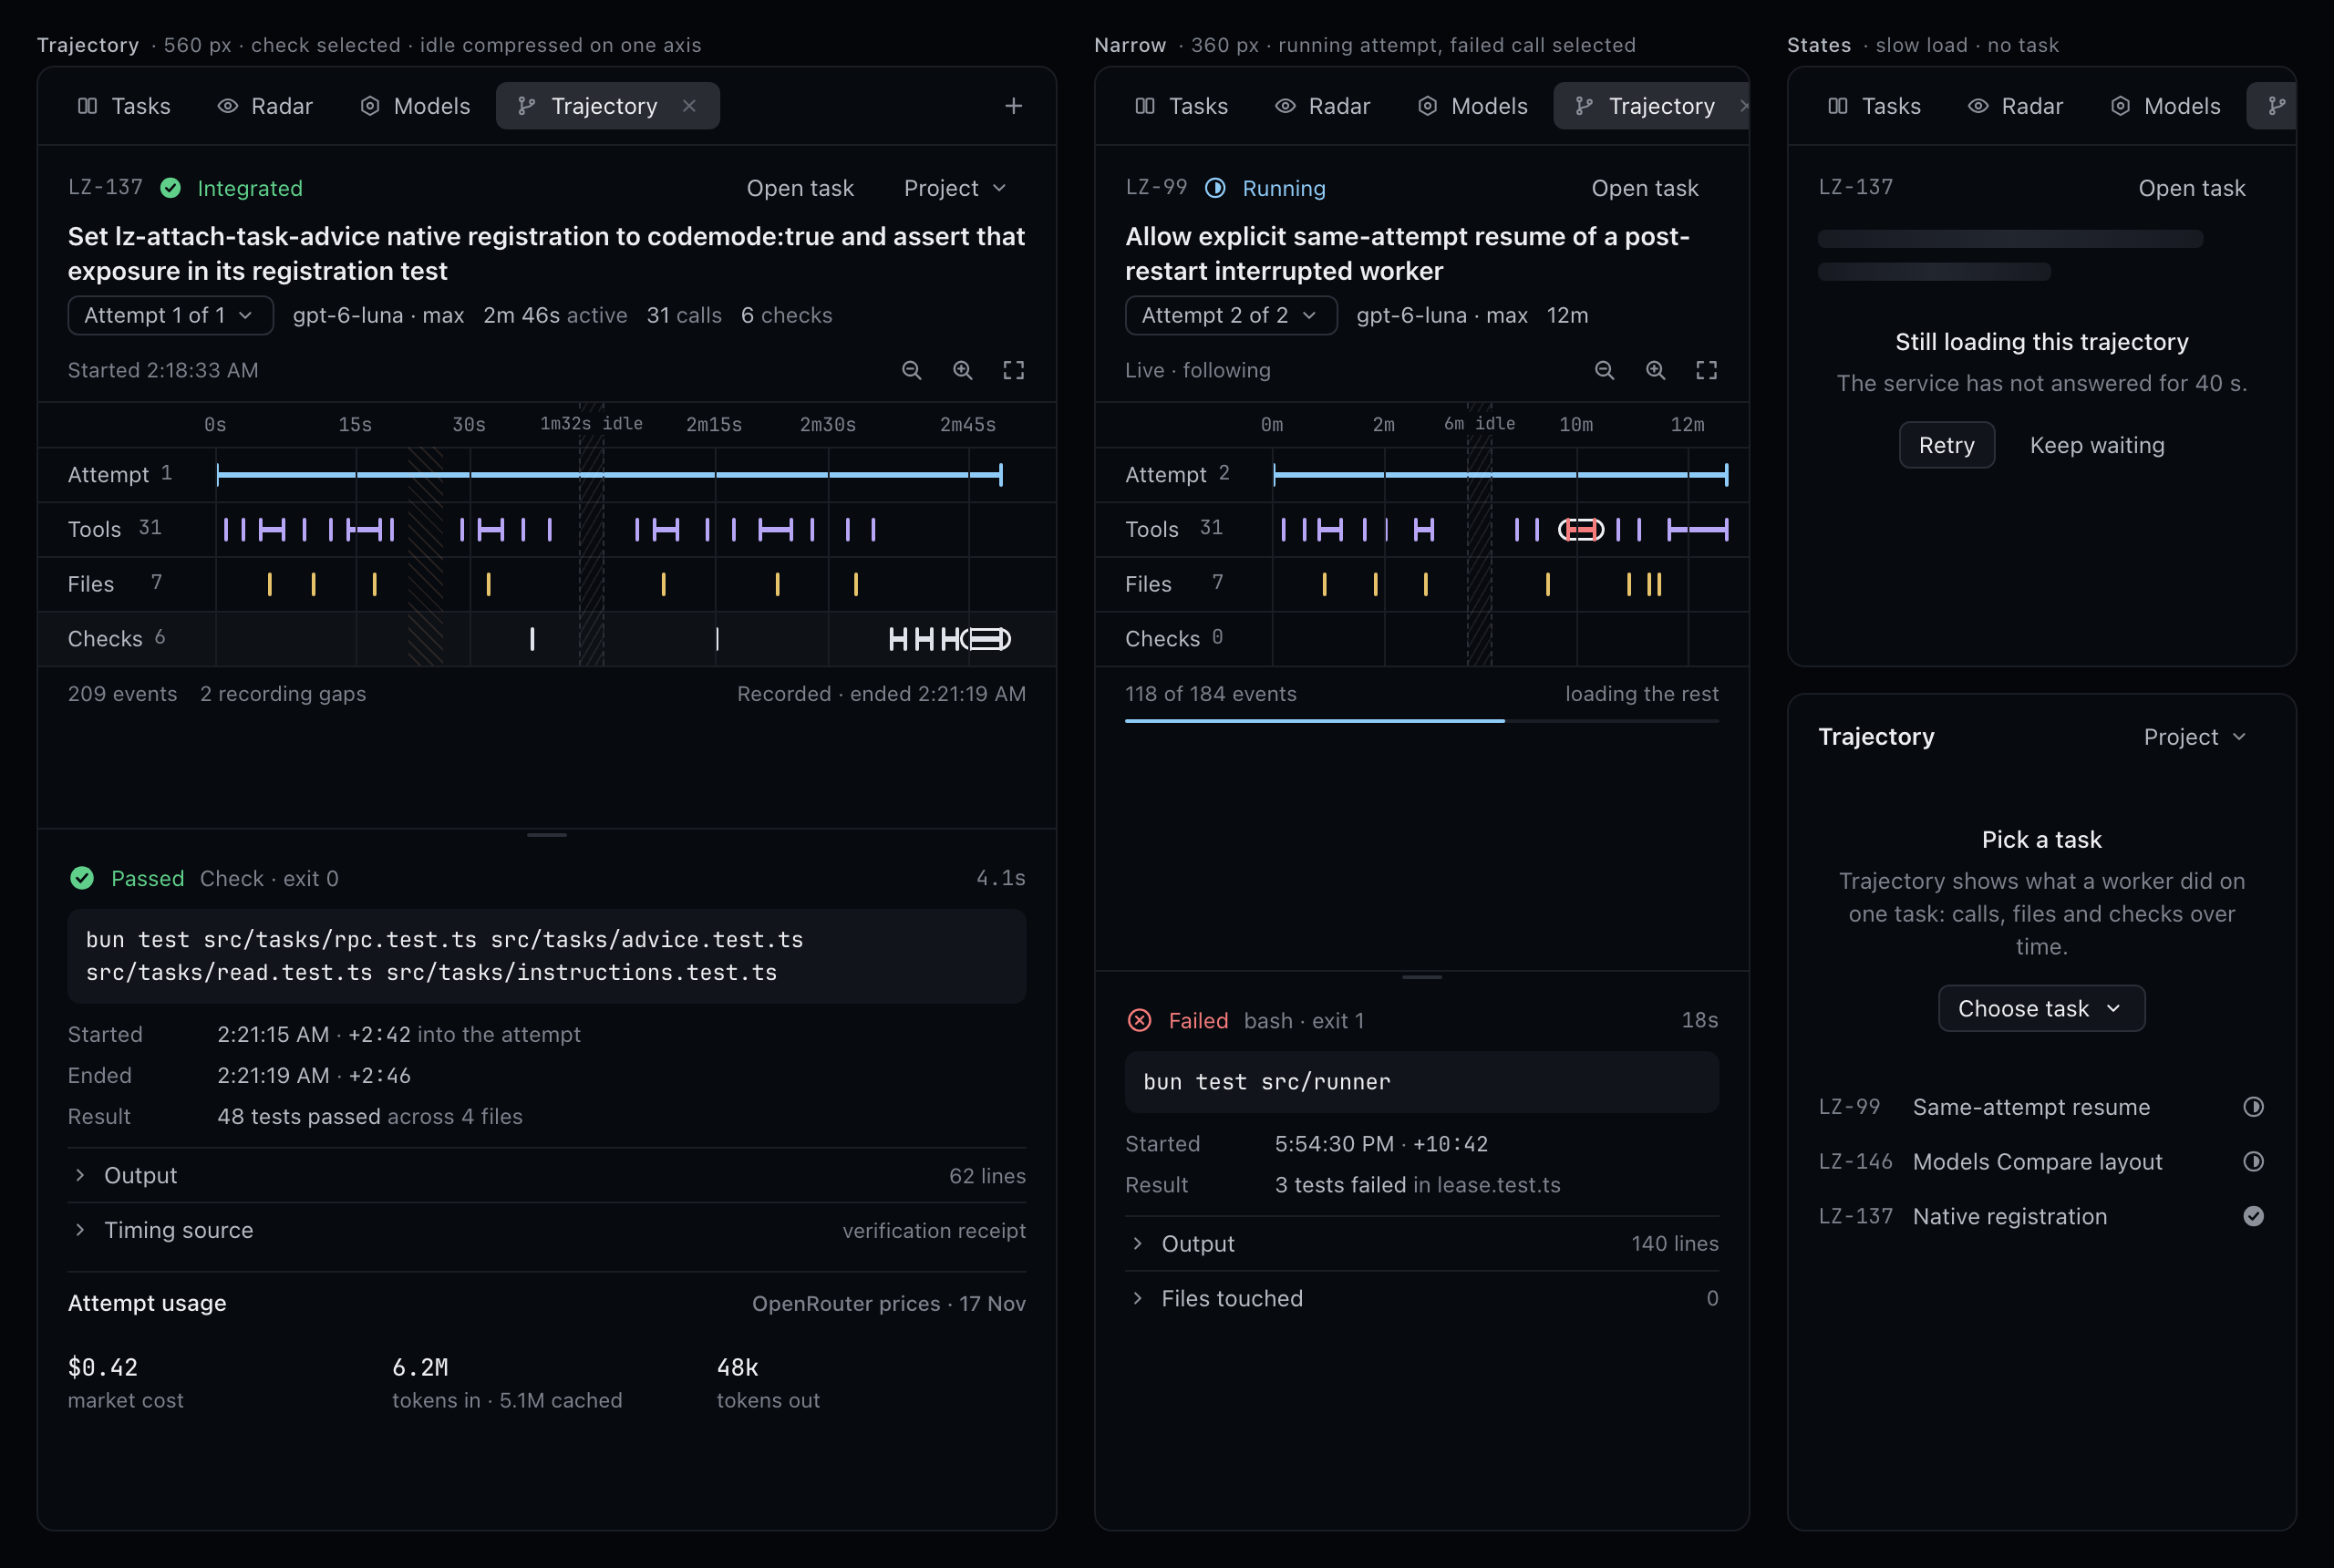 Trajectory · 560 px · check selected · idle compressed on one axis
Tasks Radar Models Trajectory
LZ-137 Integrated Open task Project
Set lz-attach-task-advice native registration to codemode:true and assert that
exposure in its registration test
Attempt 1 of 1 gpt-6-luna · max 2m 46s active 31 calls 6 checks
Started 2:18:33 AM
0s 15s 30s 1m32s idle 2m15s 2m30s 2m45s
Attempt 1
Tools 31
Files 7
Checks 6
209 events 2 recording gaps Recorded · ended 2:21:19 AM
Passed Check · exit 0 4.1s
bun test src/tasks/rpc.test.ts src/tasks/advice.test.ts
src/tasks/read.test.ts src/tasks/instructions.test.ts
Started 2:21:15 AM · +2:42 into the attempt
Ended 2:21:19 AM · +2:46
Result 48 tests passed across 4 files
Output 62 lines
Timing source verification receipt
Attempt usage OpenRouter prices · 17 Nov
$0.42 6.2M 48k
market cost tokens in · 5.1M cached tokens out
Narrow · 360 px · running attempt, failed call selected
Tasks Radar Models Trajectory
LZ-99 Running Open task
Allow explicit same-attempt resume of a post-
restart interrupted worker
Attempt 2 of 2 gpt-6-luna · max 12m
Live · following
0m 2m 6m idle 10m 12m
Attempt 2
Tools 31
Files 7
Checks 0
118 of 184 events loading the rest
Failed bash · exit 1 18s
bun test src/runner
Started 5:54:30 PM · +10:42
Result 3 tests failed in lease.test.ts
Output 140 lines
Files touched 0
States · slow load · no task
Tasks Radar Models
LZ-137 Open task
Still loading this trajectory
The service has not answered for 40 s.
Retry Keep waiting
Trajectory Project
Pick a task
Trajectory shows what a worker did on
one task: calls, files and checks over
time.
Choose task
LZ-99 Same-attempt resume
LZ-146 Models Compare layout
LZ-137 Native registration